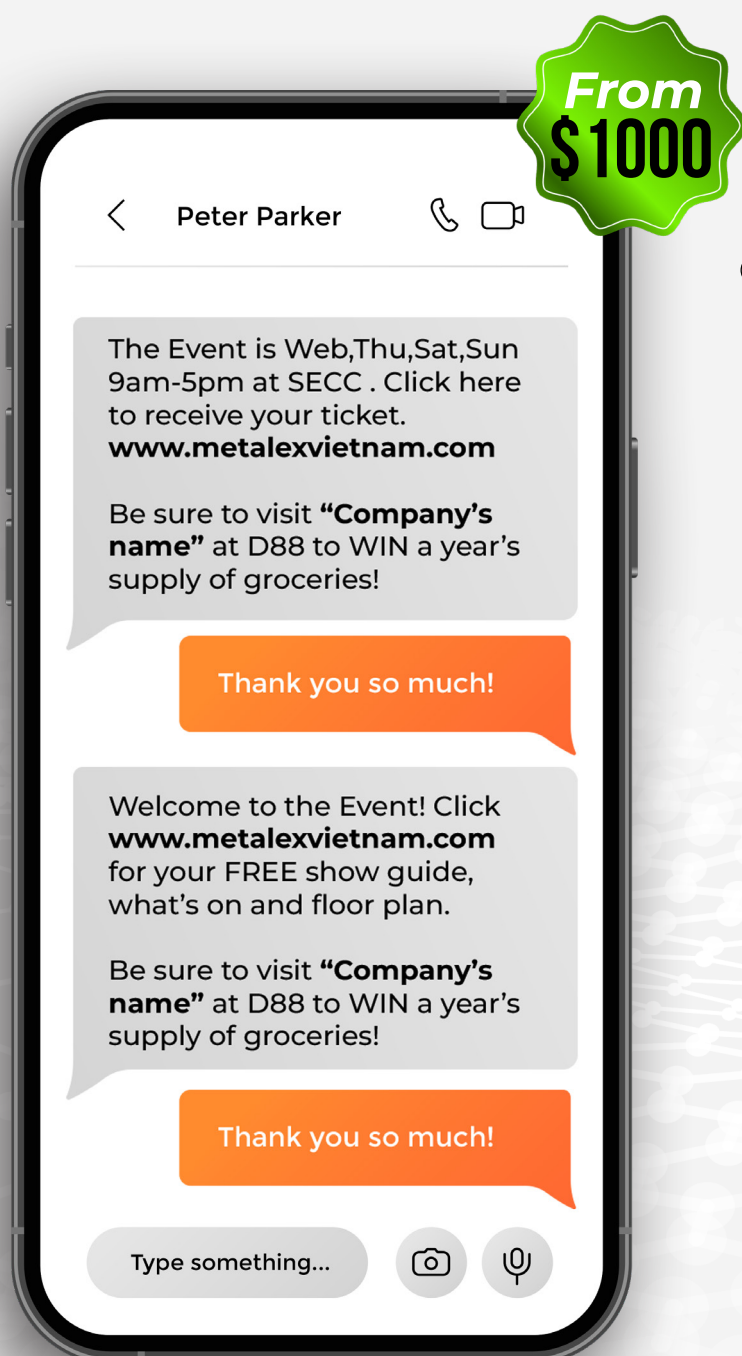 From
$1000
Peter Parker
The Event is Web,Thu,Sat,Sun
9am-5pm at SECC . Click here
to receive your ticket.
www.metalexvietnam.com
Be sure to visit “Company’s
name” at D88 to WIN a year’s
supply of groceries!
Thank you so much!
Welcome to the Event! Click
www.metalexvietnam.com
for your FREE show guide,
what’s on and floor plan.
Be sure to visit “Company’s
name” at D88 to WIN a year’s
supply of groceries!
Thank you so much!
Type something...